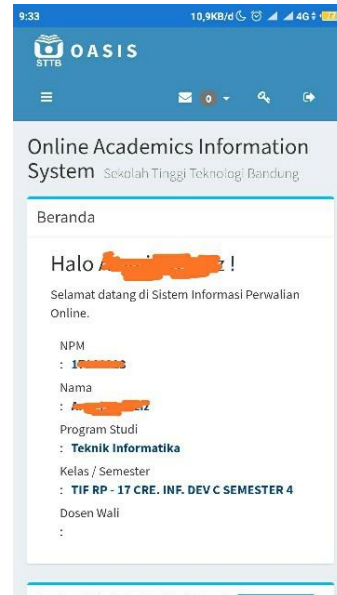 9:33 10,9KB/d 4G
STTB OASIS
0
Online Academics Information
System Sekolah Tinggi Teknologi Bandung
Beranda
Halo !
Selamat datang di Sistem Informasi Perwalian
Online.
NPM
:
Nama
:
Program Studi
: Teknik Informatika
Kelas / Semester
: TIF RP - 17 CRE. INF. DEV C SEMESTER 4
Dosen Wali
: